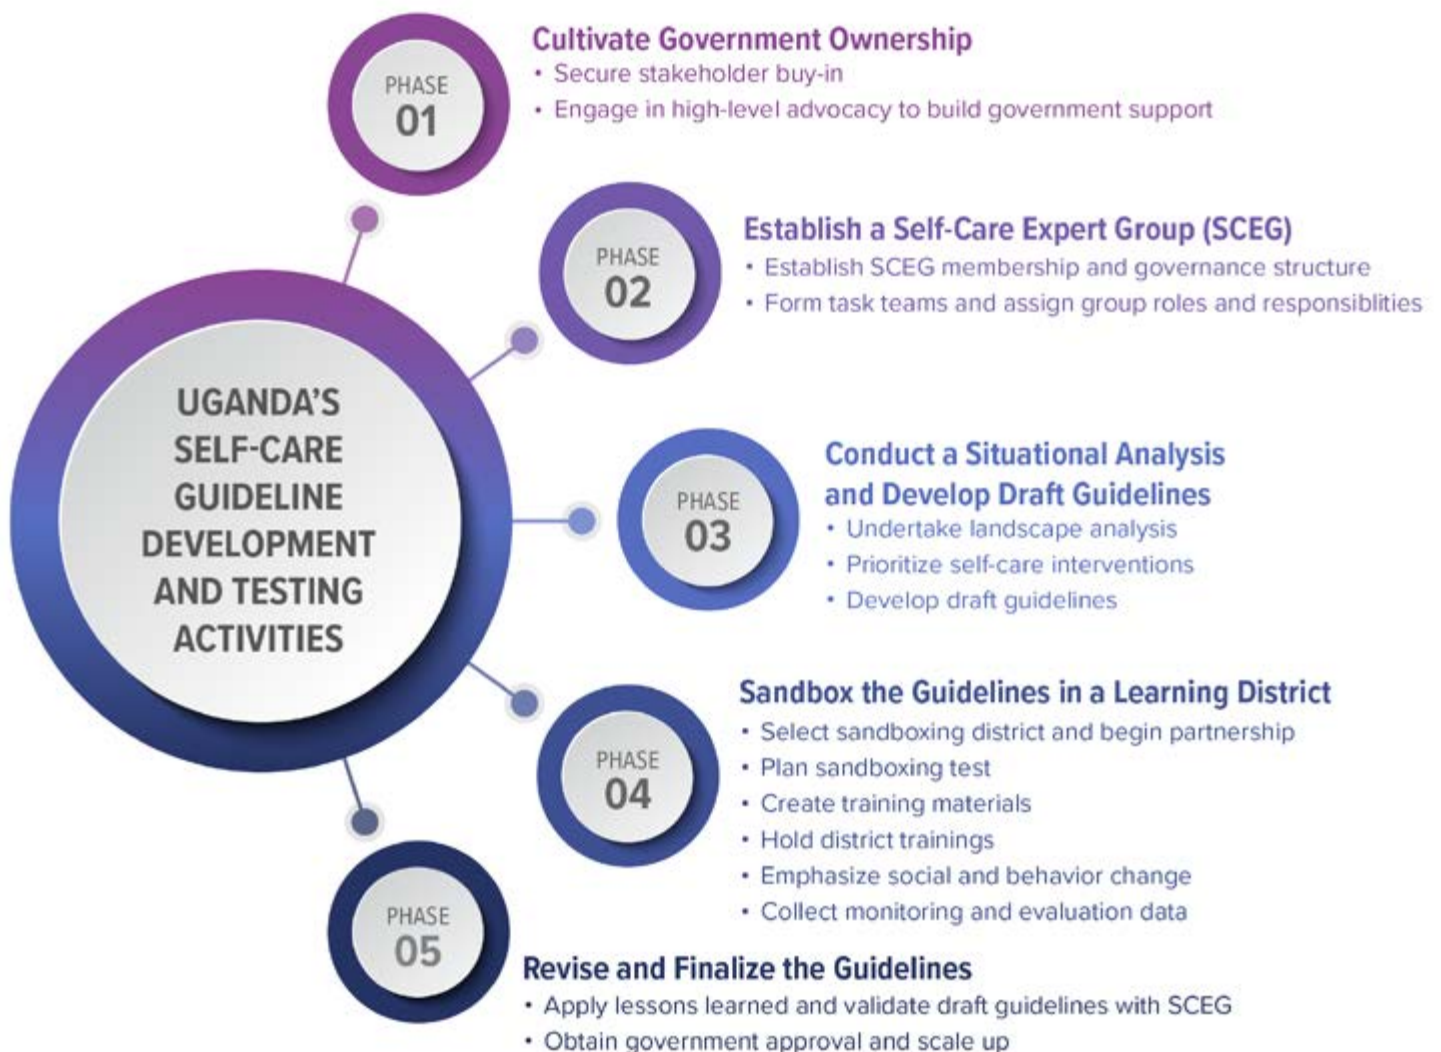 PHASE
01
Cultivate Government Ownership
• Secure stakeholder buy-in
• Engage in high-level advocacy to build government support
PHASE
02
Establish a Self-Care Expert Group (SCEG)
• Establish SCEG membership and governance structure
• Form task teams and assign group roles and responsiblities
UGANDA'S
SELF-CARE
GUIDELINE
DEVELOPMENT
AND TESTING
ACTIVITIES
PHASE
03
Conduct a Situational Analysis
and Develop Draft Guidelines
• Undertake landscape analysis
• Prioritize self-care interventions
• Develop draft guidelines
PHASE
04
Sandbox the Guidelines in a Learning District
• Select sandboxing district and begin partnership
• Plan sandboxing test
• Create training materials
• Hold district trainings
• Emphasize social and behavior change
• Collect monitoring and evaluation data
PHASE
05
Revise and Finalize the Guidelines
• Apply lessons learned and validate draft guidelines with SCEG
• Obtain government approval and scale up